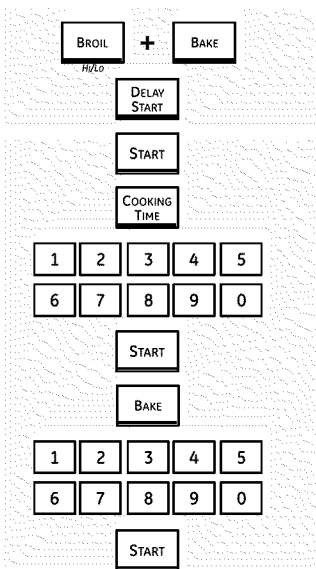 BROIL + BAKE
Hi/Lo
DELAY
START
START
COOKING
TIME
1 2 3 4 5
6 7 8 9 0
START
BAKE
1 2 3 4 5
6 7 8 9 0
START